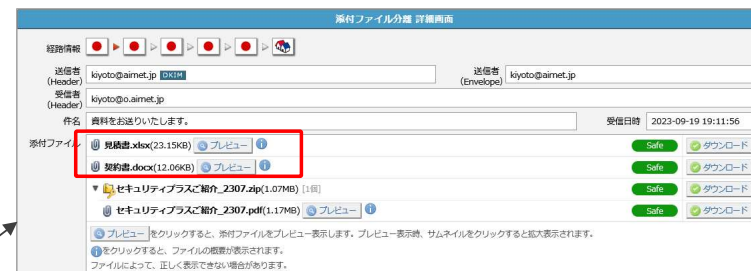 添付ファイル分離 詳細画面
経路情報
送信者 (Header) kiyoto@aimet.jp DKIM 送信者 (Envelope) kiyoto@aimet.jp
受信者 (Header) kiyoto@o.aimet.jp
件名 資料をお送りいたします。 受信日時 2023-09-19 19:11:56
添付ファイル 見積書.xlsx(23.15KB) プレビュー Safe ダウンロード
契約書.docx(12.06KB) プレビュー Safe ダウンロード
セキュリティプラスご紹介_2307.zip(1.07MB) [1個] Safe ダウンロード
セキュリティプラスご紹介_2307.pdf(1.17MB) プレビュー Safe ダウンロード
プレビュー をクリックすると、添付ファイルをプレビュー表示します。プレビュー表示時、サムネイルをクリックすると拡大表示されます。
をクリックすると、ファイルの概要が表示されます。
ファイルによって、正しく表示できない場合があります。